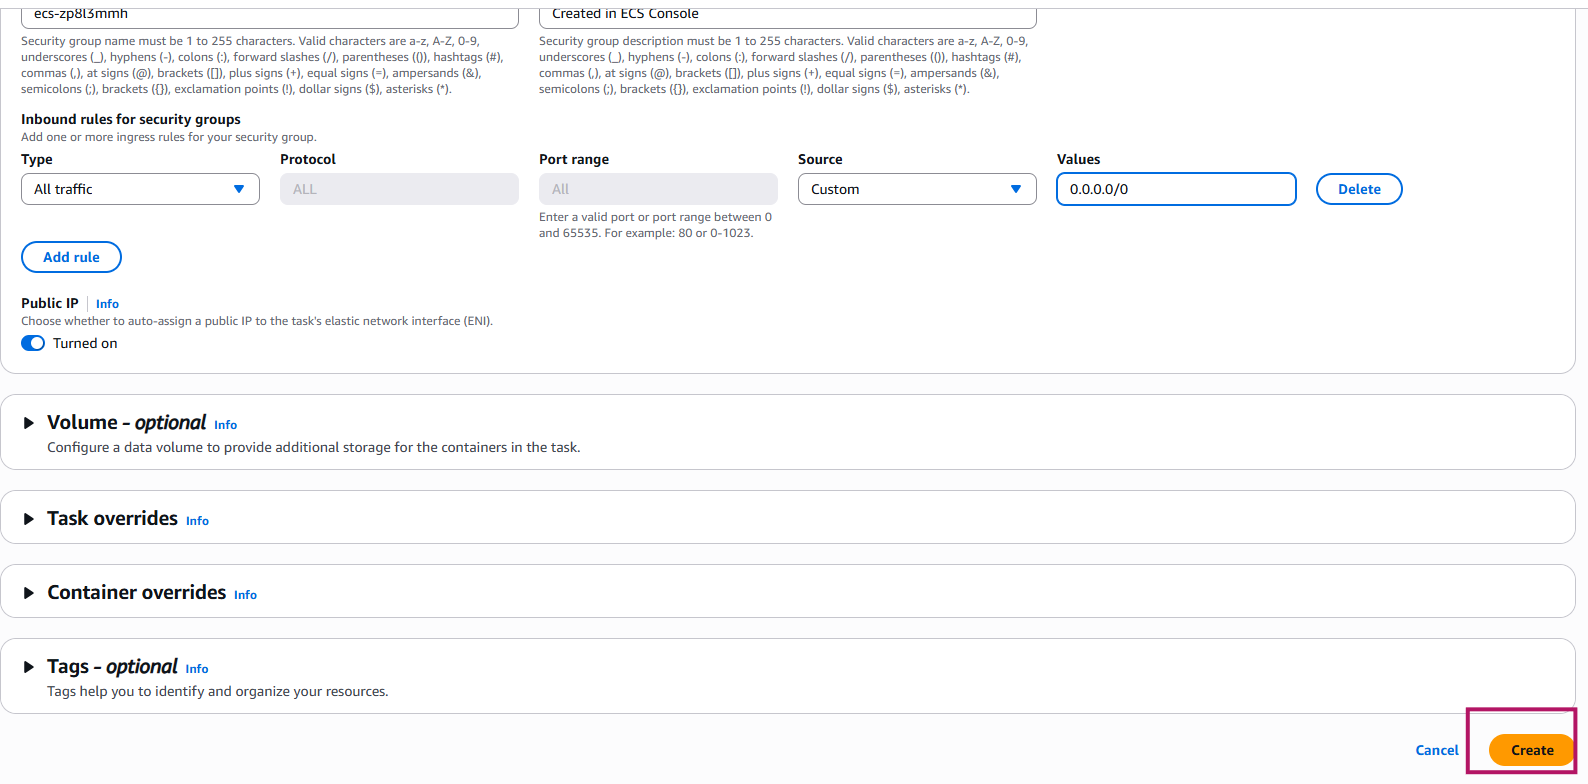 ecs-zp8l3mmh
Created in ECS Console
Security group name must be 1 to 255 characters. Valid characters are a-z, A-Z, 0-9,
underscores (_), hyphens (-), colons (:), forward slashes (/), parentheses (()), hashtags (#),
commas (,), at signs (@), brackets ([]), plus signs (+), equal signs (=), ampersands (&),
semicolons (;), brackets ({}), exclamation points (!), dollar signs ($), asterisks (*).
Security group description must be 1 to 255 characters. Valid characters are a-z, A-Z, 0-9,
underscores (_), hyphens (-), colons (:), forward slashes (/), parentheses (()), hashtags (#),
commas (,), at signs (@), brackets ([]), plus signs (+), equal signs (=), ampersands (&),
semicolons (;), brackets ({}), exclamation points (!), dollar signs ($), asterisks (*).
Inbound rules for security groups
Add one or more ingress rules for your security group.
Type
Protocol
Port range
Source
Values
All traffic
ALL
All
Custom
0.0.0.0/0
Delete
Enter a valid port or port range between 0
and 65535. For example: 80 or 0-1023.
Add rule
Public IP
Info
Choose whether to auto-assign a public IP to the task's elastic network interface (ENI).
Turned on
Volume - optional Info
Configure a data volume to provide additional storage for the containers in the task.
Task overrides Info
Container overrides Info
Tags - optional Info
Tags help you to identify and organize your resources.
Cancel
Create